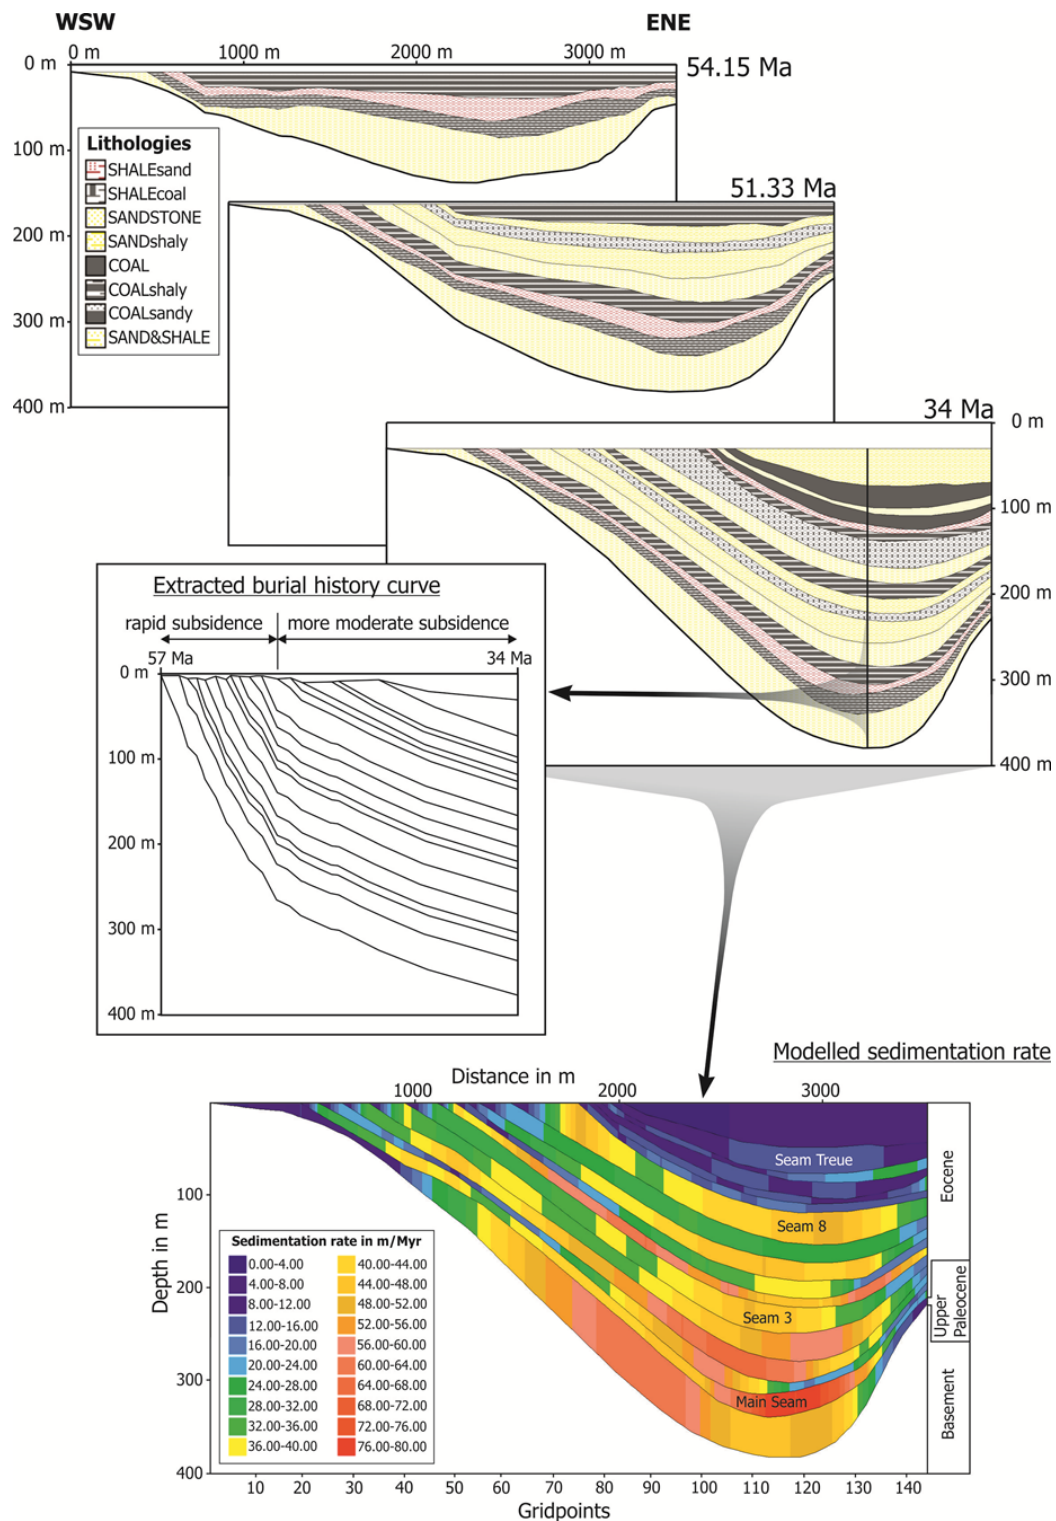 WSW
ENE
0 m 1000 m 2000 m 3000 m
0 m
54.15 Ma
100 m
Lithologies
SHALEsand
SHALEcoal
SANDSTONE
SANDshaly
COAL
COALshaly
COALsandy
SAND&SHALE
200 m
300 m
400 m
51.33 Ma
34 Ma
0 m
100 m
200 m
300 m
400 m
Extracted burial history curve
rapid subsidence more moderate subsidence
57 Ma 34 Ma
0 m
100 m
200 m
300 m
400 m
Modelled sedimentation rate
Distance in m
1000 2000 3000
Depth in m
100
200
300
400
Seam Treue
Seam 8
Seam 3
Main Seam
Eocene
Upper
Paleocene
Basement
Sedimentation rate in m/Myr
0.00-4.00 40.00-44.00
4.00-8.00 44.00-48.00
8.00-12.00 48.00-52.00
12.00-16.00 52.00-56.00
16.00-20.00 56.00-60.00
20.00-24.00 60.00-64.00
24.00-28.00 64.00-68.00
28.00-32.00 68.00-72.00
32.00-36.00 72.00-76.00
36.00-40.00 76.00-80.00
10 20 30 40 50 60 70 80 90 100 110 120 130 140
Gridpoints